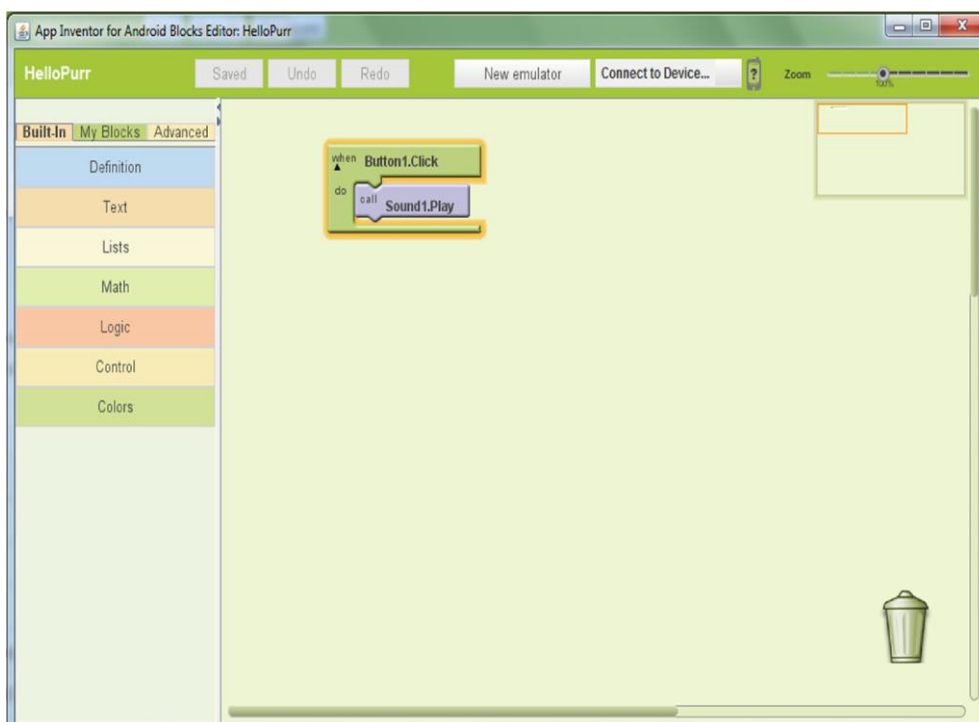 App Inventor for Android Blocks Editor: HelloPurr
HelloPurr Saved Undo Redo New emulator Connect to Device... ? Zoom 100%
Built-In My Blocks Advanced
Definition
Text
Lists
Math
Logic
Control
Colors
when Button1.Click
do call Sound1.Play